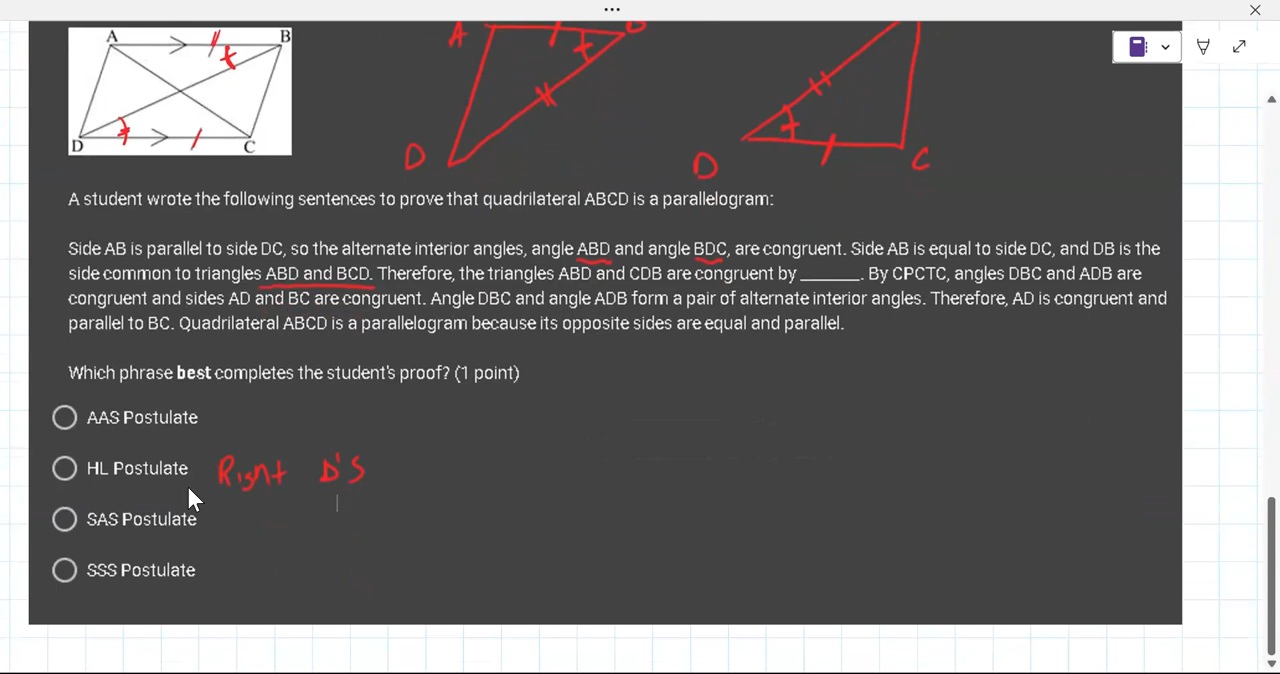 A B
D C
A B
D
D C
A student wrote the following sentences to prove that quadrilateral ABCD is a parallelogram:
Side AB is parallel to side DC, so the alternate interior angles, angle ABD and angle BDC, are congruent. Side AB is equal to side DC, and DB is the
side common to triangles ABD and BCD. Therefore, the triangles ABD and CDB are congruent by ______. By CPCTC, angles DBC and ADB are
congruent and sides AD and BC are congruent. Angle DBC and angle ADB form a pair of alternate interior angles. Therefore, AD is congruent and
parallel to BC. Quadrilateral ABCD is a parallelogram because its opposite sides are equal and parallel.
Which phrase best completes the student's proof? (1 point)
AAS Postulate
HL Postulate Right D'S
SAS Postulate
SSS Postulate